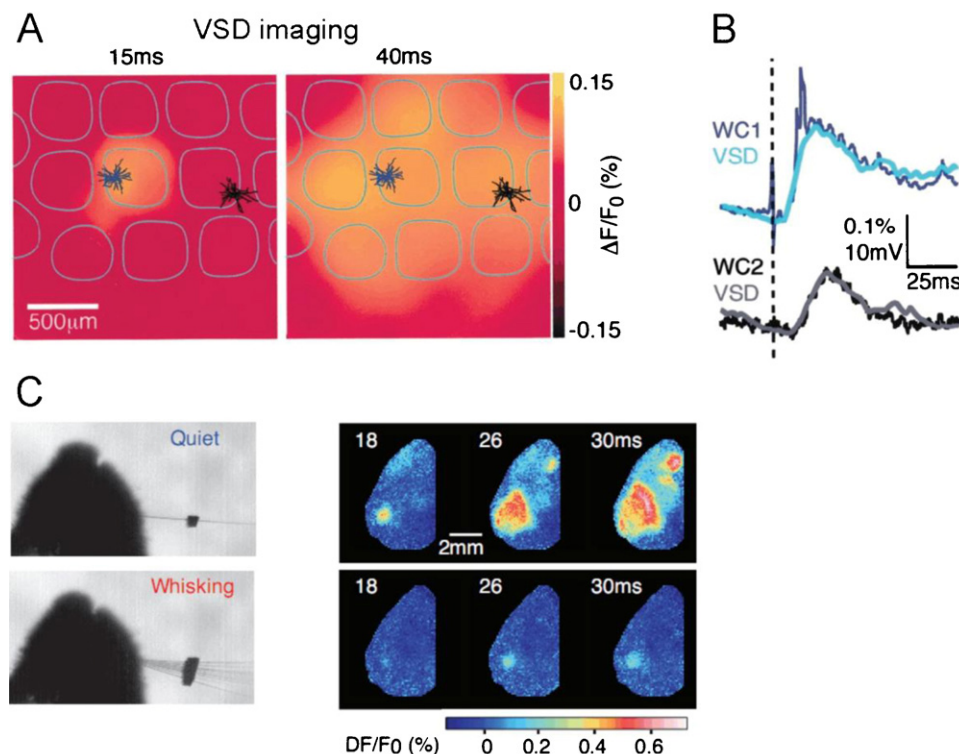 A
VSD imaging
15ms
40ms
500µm
0.15
0
-0.15
ΔF/F₀ (%)
B
WC1
VSD
WC2
VSD
0.1%
10mV
25ms
C
Quiet
Whisking
18
26
30ms
2mm
18
26
30ms
DF/F₀ (%)
0
0.2
0.4
0.6